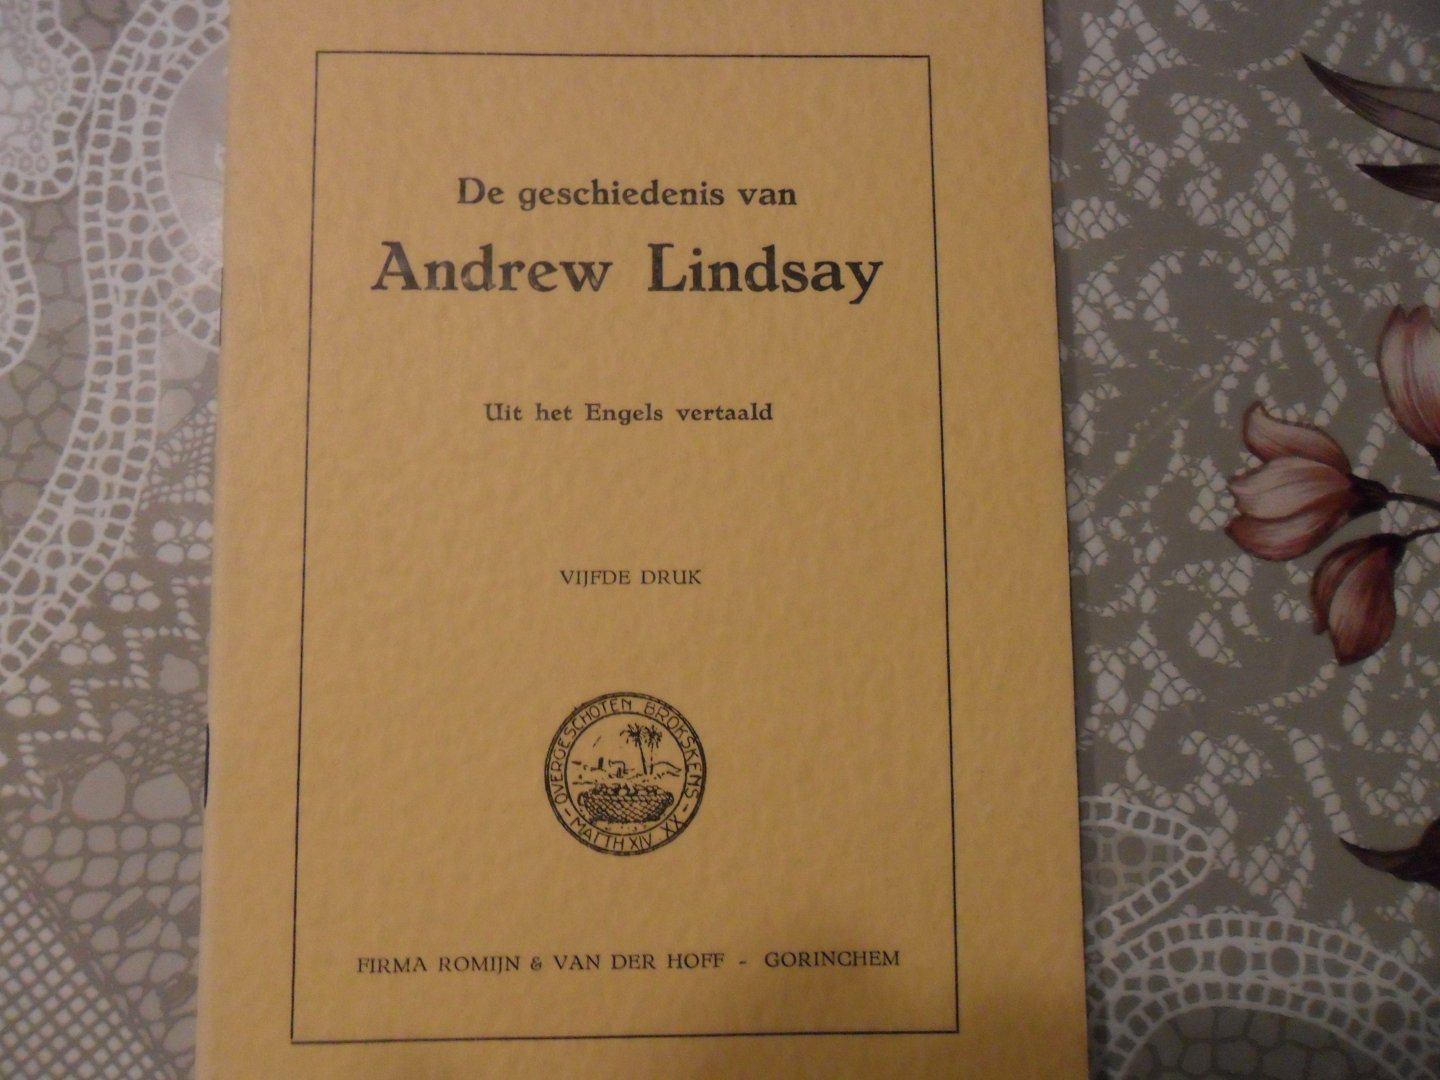 De geschiedenis van
Andrew Lindsay
Uit het Engels vertaald
VIJFDE DRUK
OVERGESCHOTEN BROKSKENS
- MATTH XIV XX -
FIRMA ROMIJN & VAN DER HOFF - GORINCHEM